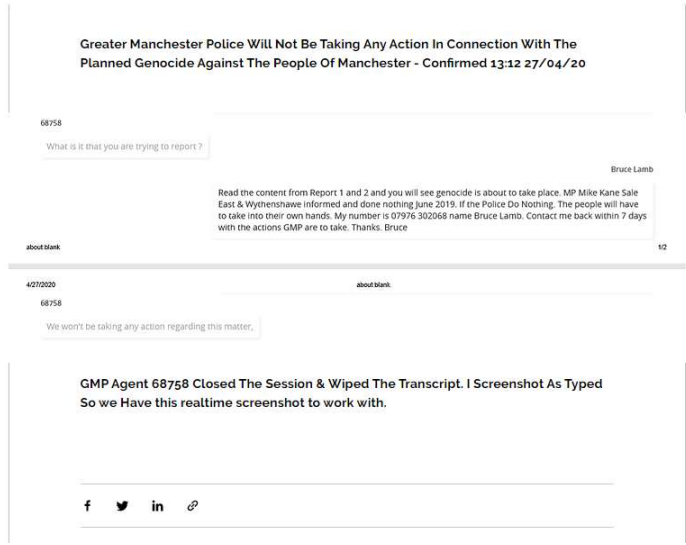 Greater Manchester Police Will Not Be Taking Any Action In Connection With The
Planned Genocide Against The People Of Manchester - Confirmed 13:12 27/04/20
68758
What is it that you are trying to report ?
Bruce Lamb
Read the content from Report 1 and 2 and you will see genocide is about to take place. MP Mike Kane Sale
East & Wythenshawe informed and done nothing June 2019. If the Police Do Nothing. The people will have
to take into their own hands. My number is 07976 302068 name Bruce Lamb. Contact me back within 7 days
with the actions GMP are to take. Thanks. Bruce
about:blank
1/2
4/27/2020
about:blank
68758
We won't be taking any action regarding this matter,
GMP Agent 68758 Closed The Session & Wiped The Transcript. I Screenshot As Typed
So we Have this realtime screenshot to work with.